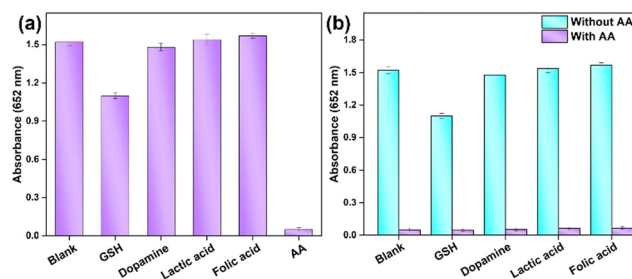 (a)
Absorbance (652 nm)
1.5
1.2
0.9
0.6
0.3
0.0
Blank
GSH
Dopamine
Lactic acid
Folic acid
AA
(b)
Without AA
With AA
Absorbance (652 nm)
1.8
1.5
1.2
0.9
0.6
0.3
0.0
Blank
GSH
Dopamine
Lactic acid
Folic acid